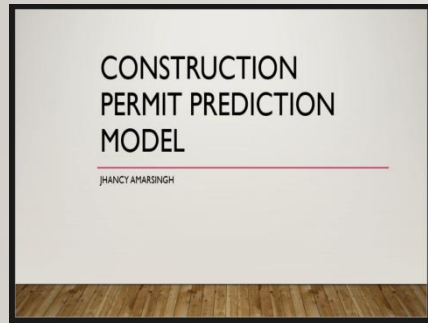 CONSTRUCTION
PERMIT PREDICTION
MODEL
JHANCY AMARSINGH